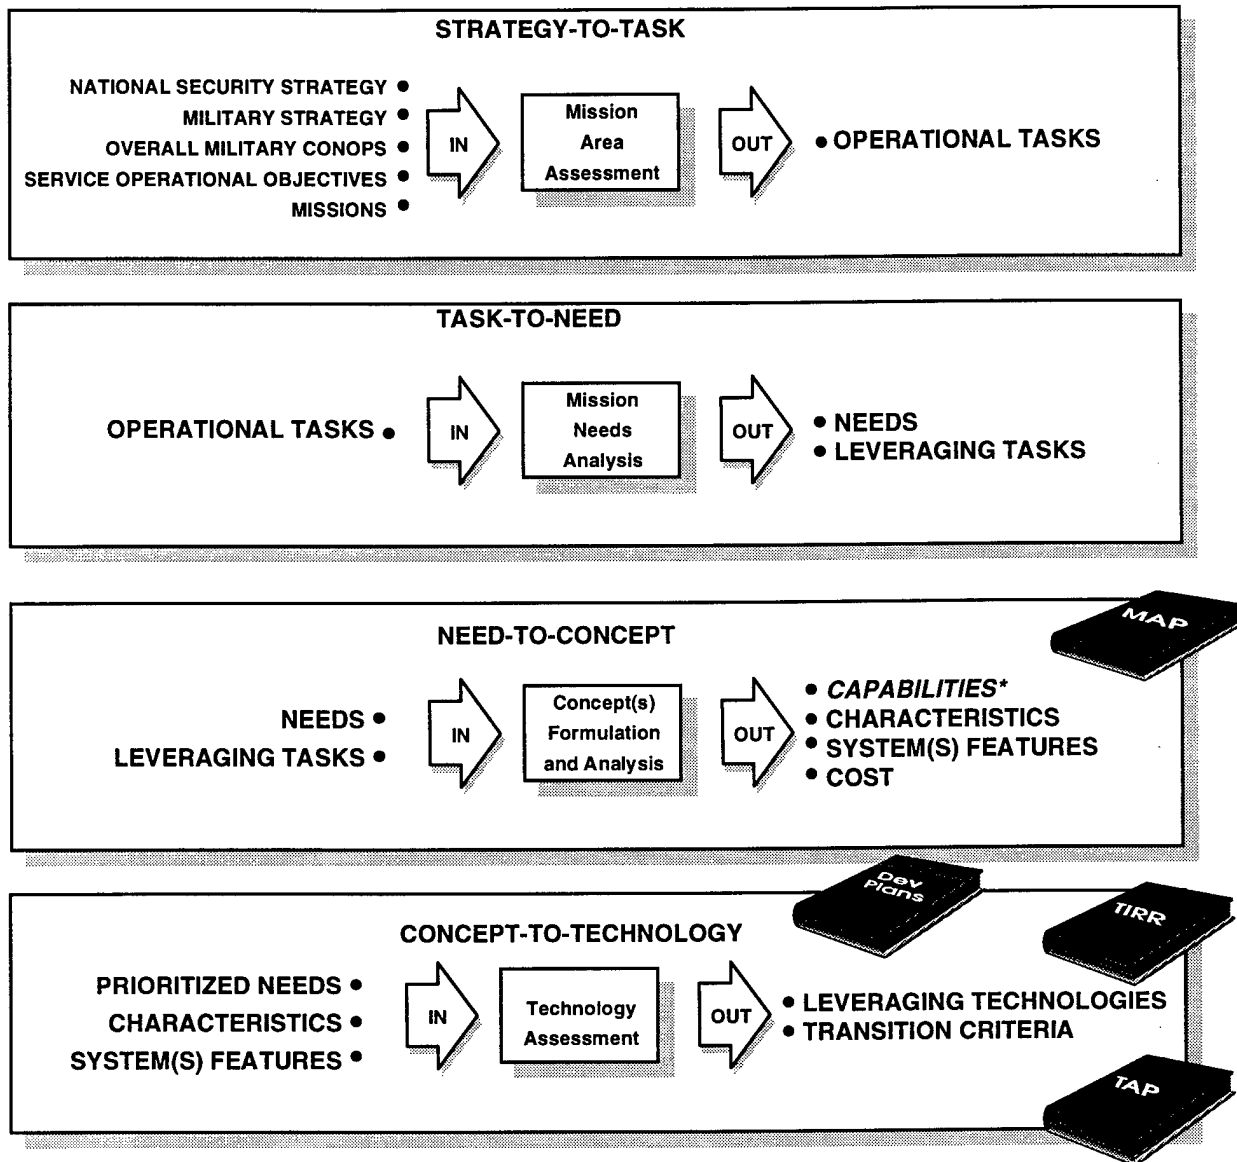 STRATEGY-TO-TASK
NATIONAL SECURITY STRATEGY •
MILITARY STRATEGY •
OVERALL MILITARY CONOPS •
SERVICE OPERATIONAL OBJECTIVES •
MISSIONS •
IN
Mission
Area
Assessment
OUT
• OPERATIONAL TASKS
TASK-TO-NEED
OPERATIONAL TASKS •
IN
Mission
Needs
Analysis
OUT
• NEEDS
• LEVERAGING TASKS
NEED-TO-CONCEPT
MAP
NEEDS •
LEVERAGING TASKS •
IN
Concept(s)
Formulation
and Analysis
OUT
• CAPABILITIES*
• CHARACTERISTICS
• SYSTEM(S) FEATURES
• COST
Dev
Plans
TIRR
CONCEPT-TO-TECHNOLOGY
PRIORITIZED NEEDS •
CHARACTERISTICS •
SYSTEM(S) FEATURES •
IN
Technology
Assessment
OUT
• LEVERAGING TECHNOLOGIES
• TRANSITION CRITERIA
TAP